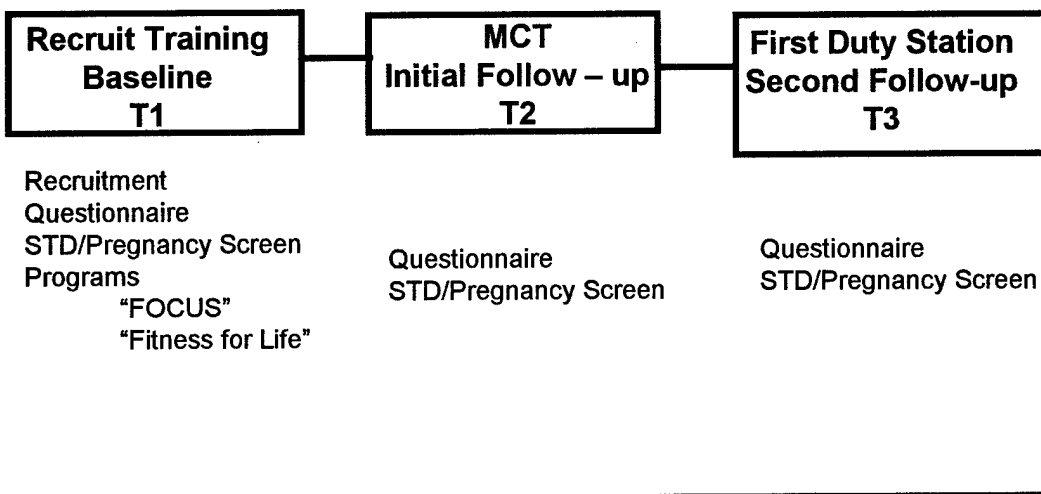 Recruit Training
Baseline
T1
MCT
Initial Follow – up
T2
First Duty Station
Second Follow-up
T3
Recruitment
Questionnaire
STD/Pregnancy Screen
Programs
“FOCUS”
“Fitness for Life”
Questionnaire
STD/Pregnancy Screen
Questionnaire
STD/Pregnancy Screen